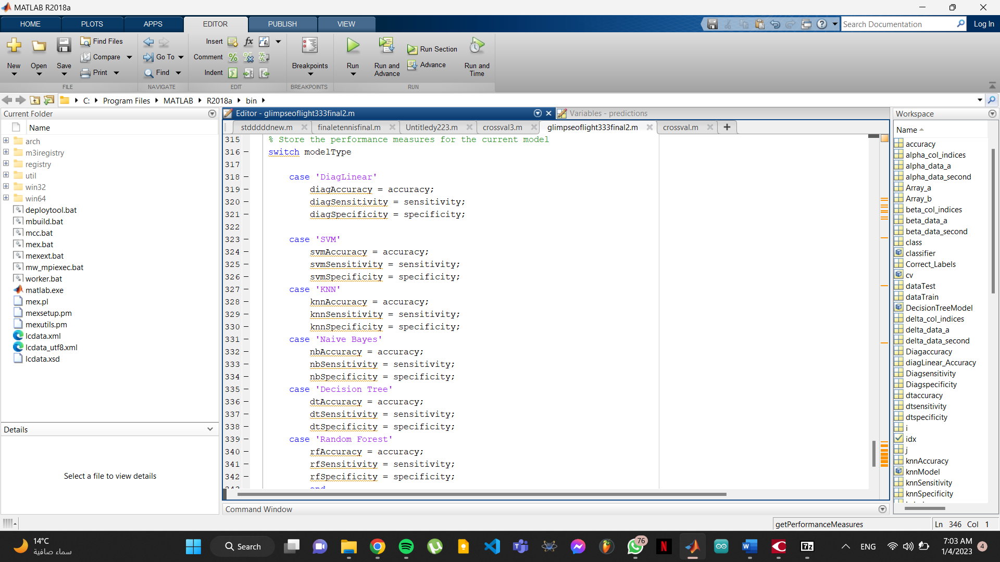 MATLAB R2018a
HOME PLOTS APPS EDITOR PUBLISH VIEW
Search Documentation
Log In
New Open Save
Find Files
Compare
Print
Go To
Find
Insert
Comment
Indent
Breakpoints
Run
Run and Advance
Run Section
Advance
Run and Time
FILE NAVIGATE EDIT BREAKPOINTS RUN
C: Program Files MATLAB R2018a bin
Current Folder
Name
arch
m3iregistry
registry
util
win32
win64
deploytool.bat
mbuild.bat
mcc.bat
mex.bat
mexext.bat
mw_mpiexec.bat
worker.bat
matlab.exe
mex.pl
mexsetup.pm
mexutils.pm
lcdata.xml
lcdata_utf8.xml
lcdata.xsd
Details
Select a file to view details
Editor - glimpseoflight333final2.m
Variables - predictions
stdddddnew.m finaletennisfinal.m Untitledy223.m crossval3.m glimpseoflight333final2.m crossval.m
315 % Store the performance measures for the current model
316 switch modelType
317
318 case 'DiagLinear'
319 diagAccuracy = accuracy;
320 diagSensitivity = sensitivity;
321 diagSpecificity = specificity;
322
323 case 'SVM'
324 svmAccuracy = accuracy;
325 svmSensitivity = sensitivity;
326 svmSpecificity = specificity;
327 case 'KNN'
328 knnAccuracy = accuracy;
329 knnSensitivity = sensitivity;
330 knnSpecificity = specificity;
331 case 'Naive Bayes'
332 nbAccuracy = accuracy;
333 nbSensitivity = sensitivity;
334 nbSpecificity = specificity;
335 case 'Decision Tree'
336 dtAccuracy = accuracy;
337 dtSensitivity = sensitivity;
338 dtSpecificity = specificity;
339 case 'Random Forest'
340 rfAccuracy = accuracy;
341 rfSensitivity = sensitivity;
342 rfSpecificity = specificity;
Command Window
Workspace
Name
accuracy
alpha_col_indices
alpha_data_a
alpha_data_second
Array_a
Array_b
beta_col_indices
beta_data_a
beta_data_second
class
classifier
Correct_Labels
cv
dataTest
dataTrain
DecisionTreeModel
delta_col_indices
delta_data_a
delta_data_second
Diagaccuracy
diagLinear_Accuracy
Diagsensitivity
Diagspecificity
dtaccuracy
dtsensitivity
dtspecificity
i
idx
j
knnAccuracy
knnModel
knnSensitivity
knnSpecificity
getPerformanceMeasures
Ln 346 Col 1
14°C
سماء صافية
Search
76
ENG
7:03 AM
1/4/2023
4